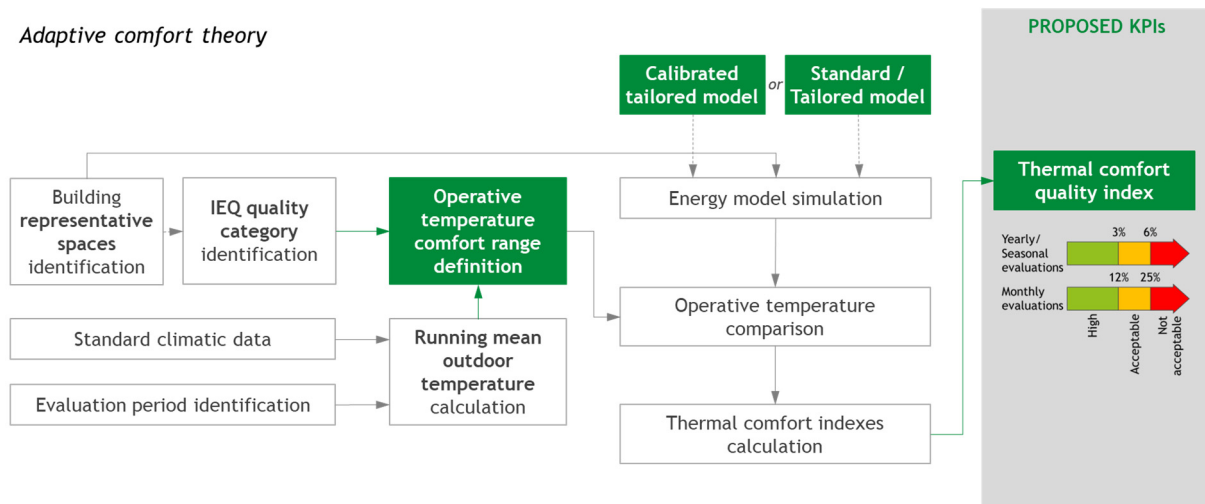 Adaptive comfort theory
PROPOSED KPIs
Calibrated
tailored model
or
Standard /
Tailored model
Building
representative
spaces
identification
IEQ quality
category
identification
Operative
temperature
comfort range
definition
Energy model simulation
Thermal comfort
quality index
Standard climatic data
Evaluation period identification
Running mean
outdoor
temperature
calculation
Operative temperature
comparison
Thermal comfort indexes
calculation
3% 6%
Yearly/
Seasonal
evaluations
12% 25%
Monthly
evaluations
High
Acceptable
Not
acceptable